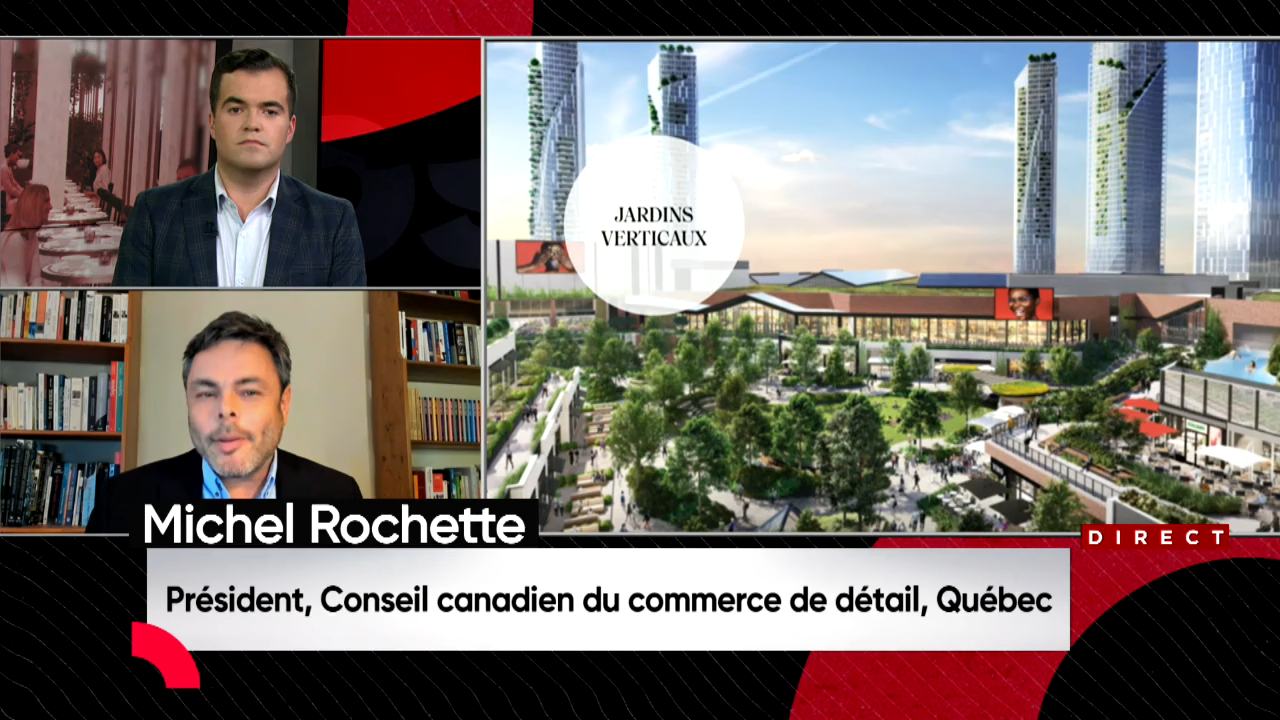 JARDINS
VERTICAUX
Michel Rochette
DIRECT
Président, Conseil canadien du commerce de détail, Québec